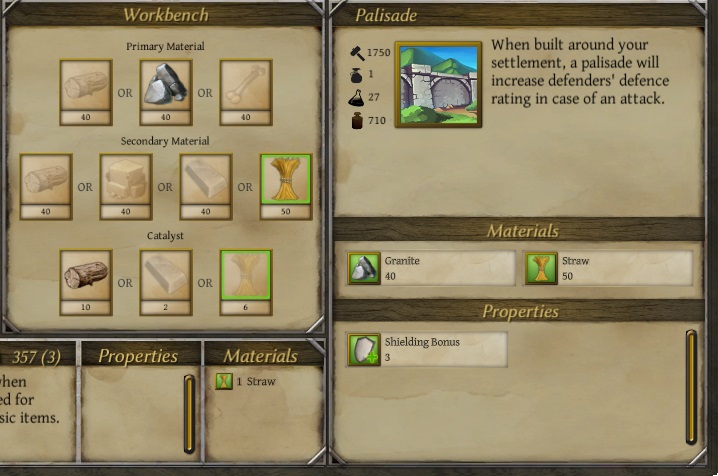 Workbench
Primary Material
OR
OR
40
40
40
Secondary Material
OR
OR
OR
40
40
40
50
Catalyst
OR
OR
10
2
6
357 (3)
when
ed for
sic items.
Properties
Materials
1 Straw
Palisade
1750
1
27
710
When built around your
settlement, a palisade will
increase defenders' defence
rating in case of an attack.
Materials
Granite
40
Straw
50
Properties
Shielding Bonus
3